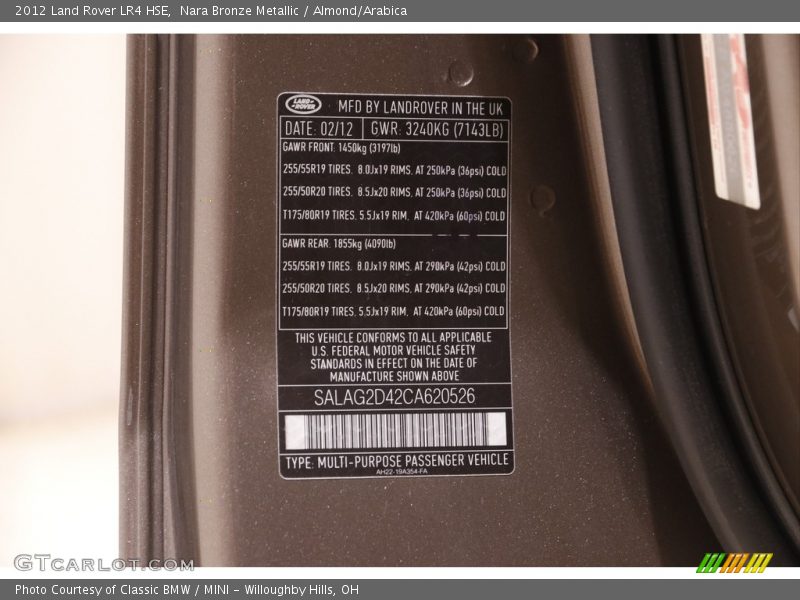 2012 Land Rover LR4 HSE,  Nara Bronze Metallic / Almond/Arabica
LAND ROVER
MFD BY LANDROVER IN THE UK
DATE: 02/12 GWR: 3240KG (7143LB)
GAWR FRONT: 1450kg (3197lb)
255/55R19 TIRES. 8.0Jx19 RIMS. AT 250kPa (36psi) COLD
255/50R20 TIRES. 8.5Jx20 RIMS. AT 250kPa (36psi) COLD
T175/80R19 TIRES. 5.5Jx19 RIM. AT 420kPa (60psi) COLD
GAWR REAR: 1855kg (4090lb)
255/55R19 TIRES. 8.0Jx19 RIMS. AT 290kPa (42psi) COLD
255/50R20 TIRES. 8.5Jx20 RIMS. AT 290kPa (42psi) COLD
T175/80R19 TIRES. 5.5Jx19 RIM. AT 420kPa (60psi) COLD
THIS VEHICLE CONFORMS TO ALL APPLICABLE
U.S. FEDERAL MOTOR VEHICLE SAFETY
STANDARDS IN EFFECT ON THE DATE OF
MANUFACTURE SHOWN ABOVE
SALAG2D42CA620526
TYPE: MULTI-PURPOSE PASSENGER VEHICLE
AH22-19A354-FA
GTCARLOT.COM
Photo Courtesy of Classic BMW / MINI - Willoughby Hills, OH